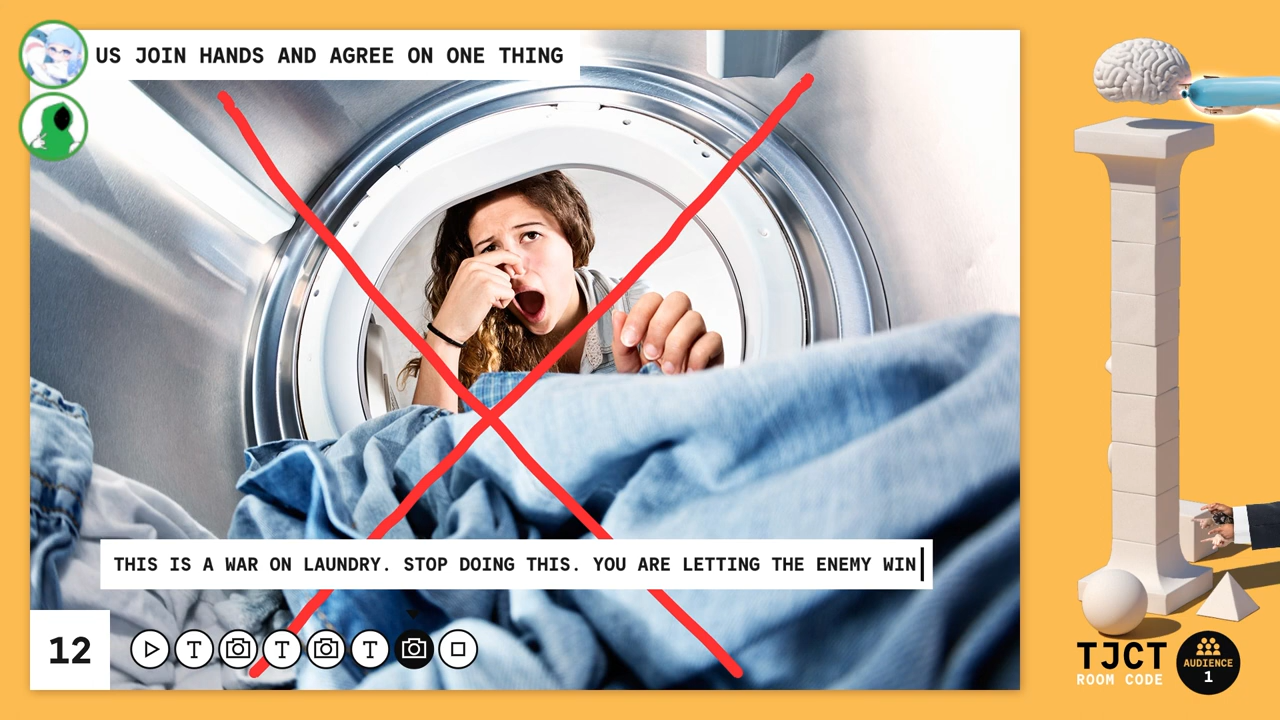 US JOIN HANDS AND AGREE ON ONE THING
THIS IS A WAR ON LAUNDRY. STOP DOING THIS. YOU ARE LETTING THE ENEMY WIN
12
T
T
T
TJCT
ROOM CODE
AUDIENCE
1